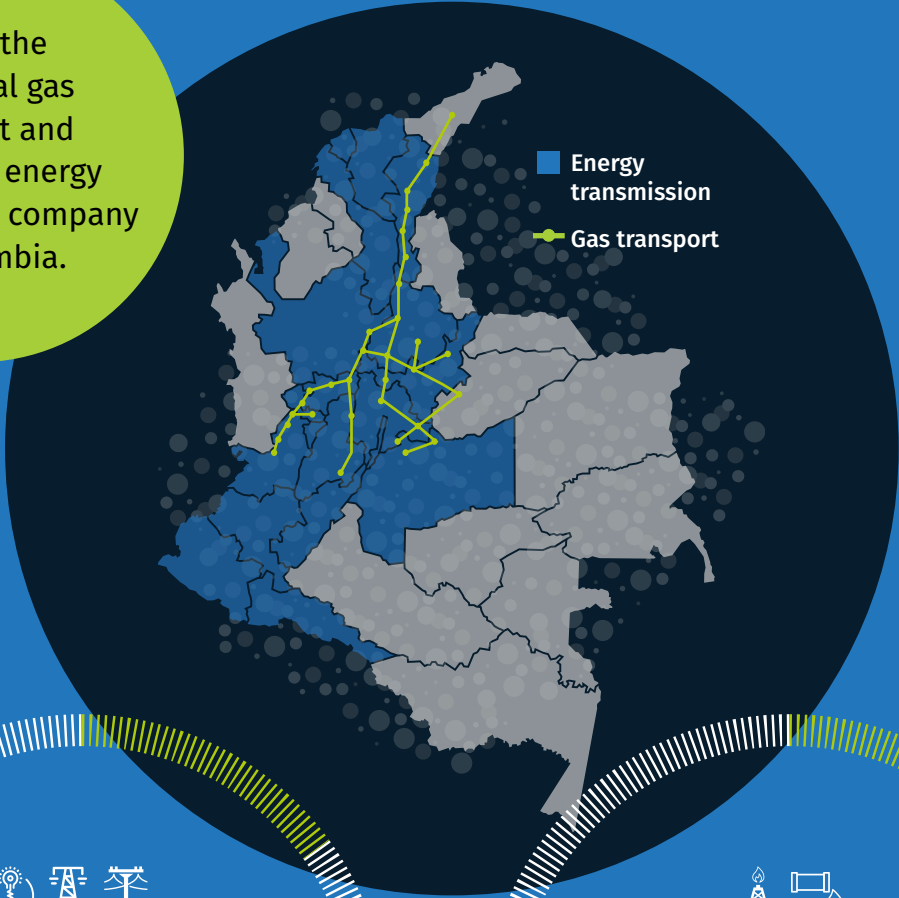 the
al gas
t and
energy
company
mbia.
Energy
transmission
Gas transport